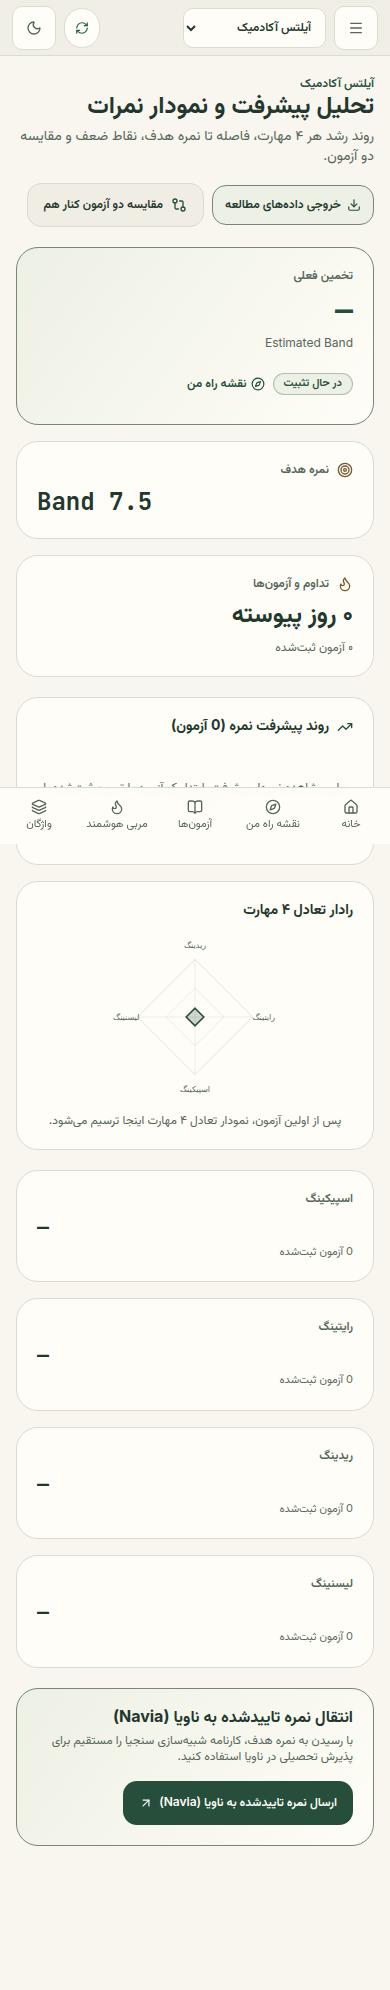 آیلتس آکادمیک
آیلتس آکادمیک
تحلیل پیشرفت و نمودار نمرات
روند رشد هر ۴ مهارت، فاصله تا نمره هدف، نقاط ضعف و مقایسه
دو آزمون.
خروجی داده‌های مطالعه
مقایسه دو آزمون کنار هم
تخمین فعلی
—
Estimated Band
در حال تثبیت
نقشه راه من
نمره هدف
Band 7.5
تداوم و آزمون‌ها
۰ روز پیوسته
۰ آزمون ثبت‌شده
روند پیشرفت نمره (0 آزمون)
خانه
نقشه راه من
آزمون‌ها
مربی هوشمند
واژگان
رادار تعادل ۴ مهارت
ریدینگ
لیسنینگ
رایتینگ
اسپیکینگ
پس از اولین آزمون، نمودار تعادل ۴ مهارت اینجا ترسیم می‌شود.
اسپیکینگ
—
0 آزمون ثبت‌شده
رایتینگ
—
0 آزمون ثبت‌شده
ریدینگ
—
0 آزمون ثبت‌شده
لیسنینگ
—
0 آزمون ثبت‌شده
انتقال نمره تاییدشده به ناویا (Navia)
با رسیدن به نمره هدف، کارنامه شبیه‌سازی سنجیا را مستقیم برای
پذیرش تحصیلی در ناویا استفاده کنید.
ارسال نمره تاییدشده به ناویا (Navia)